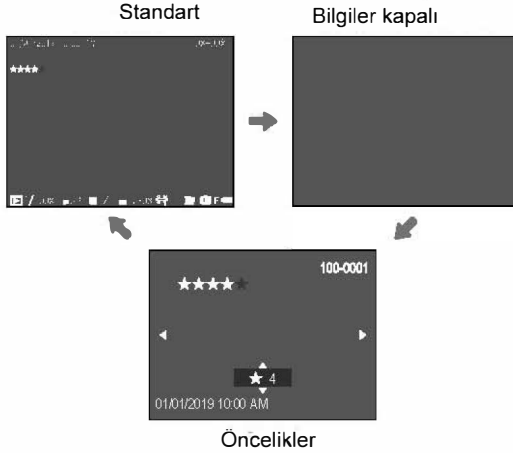 Standart
Bilgiler kapalı
★★★★
100-0001
★★★★★
★ 4
01/01/2019 10:00 AM
Öncelikler